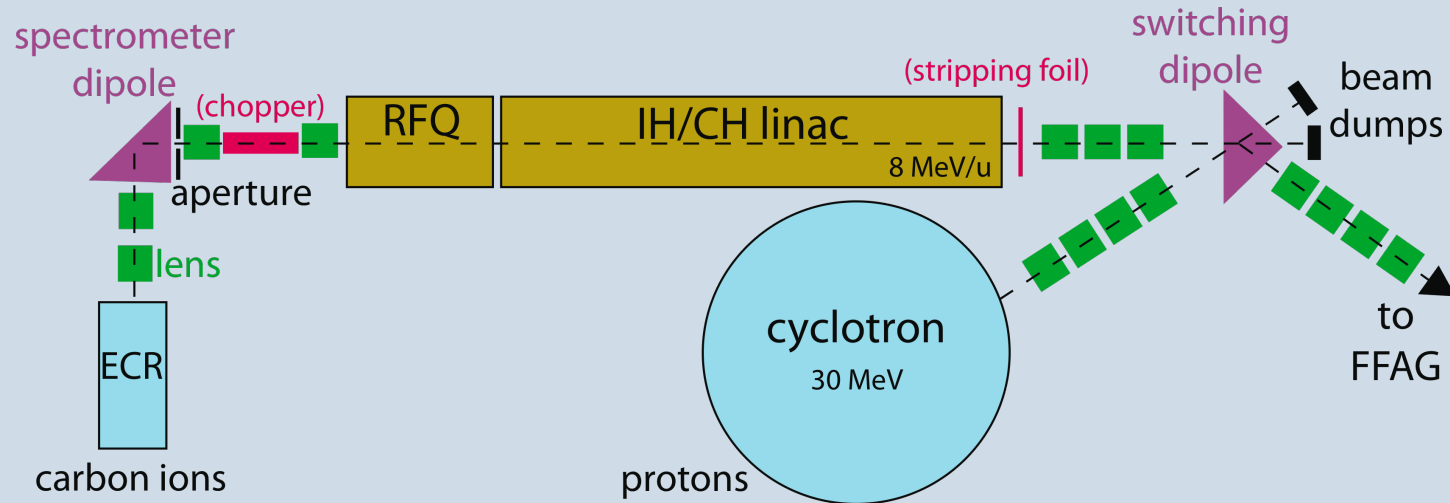 spectrometer
dipole
(chopper)
aperture
lens
ECR
carbon ions
RFQ
IH/CH linac
8 MeV/u
(stripping foil)
switching
dipole
beam
dumps
cyclotron
30 MeV
protons
to
FFAG